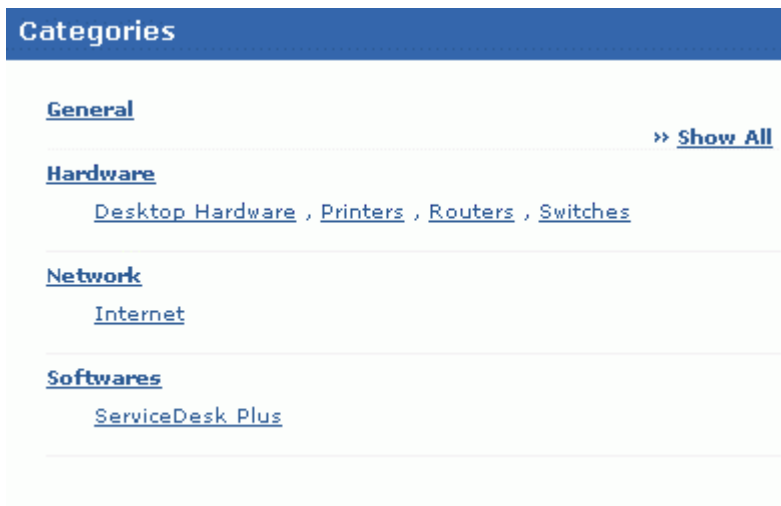 Categories
General
» Show All
Hardware
Desktop Hardware , Printers , Routers , Switches
Network
Internet
Softwares
ServiceDesk Plus